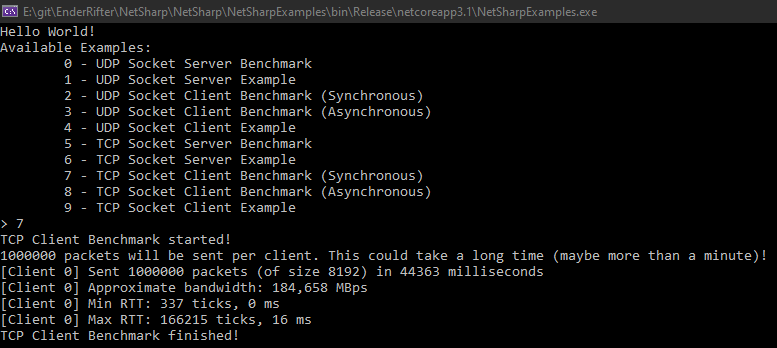 E:\git\EnderRifter\NetSharp\NetSharp\NetSharpExamples\bin\Release\netcoreapp3.1\NetSharpExamples.exe
Hello World!
Available Examples:
0 - UDP Socket Server Benchmark
1 - UDP Socket Server Example
2 - UDP Socket Client Benchmark (Synchronous)
3 - UDP Socket Client Benchmark (Asynchronous)
4 - UDP Socket Client Example
5 - TCP Socket Server Benchmark
6 - TCP Socket Server Example
7 - TCP Socket Client Benchmark (Synchronous)
8 - TCP Socket Client Benchmark (Asynchronous)
9 - TCP Socket Client Example
> 7
TCP Client Benchmark started!
1000000 packets will be sent per client. This could take a long time (maybe more than a minute)!
[Client 0] Sent 1000000 packets (of size 8192) in 44363 milliseconds
[Client 0] Approximate bandwidth: 184,658 MBps
[Client 0] Min RTT: 337 ticks, 0 ms
[Client 0] Max RTT: 166215 ticks, 16 ms
TCP Client Benchmark finished!